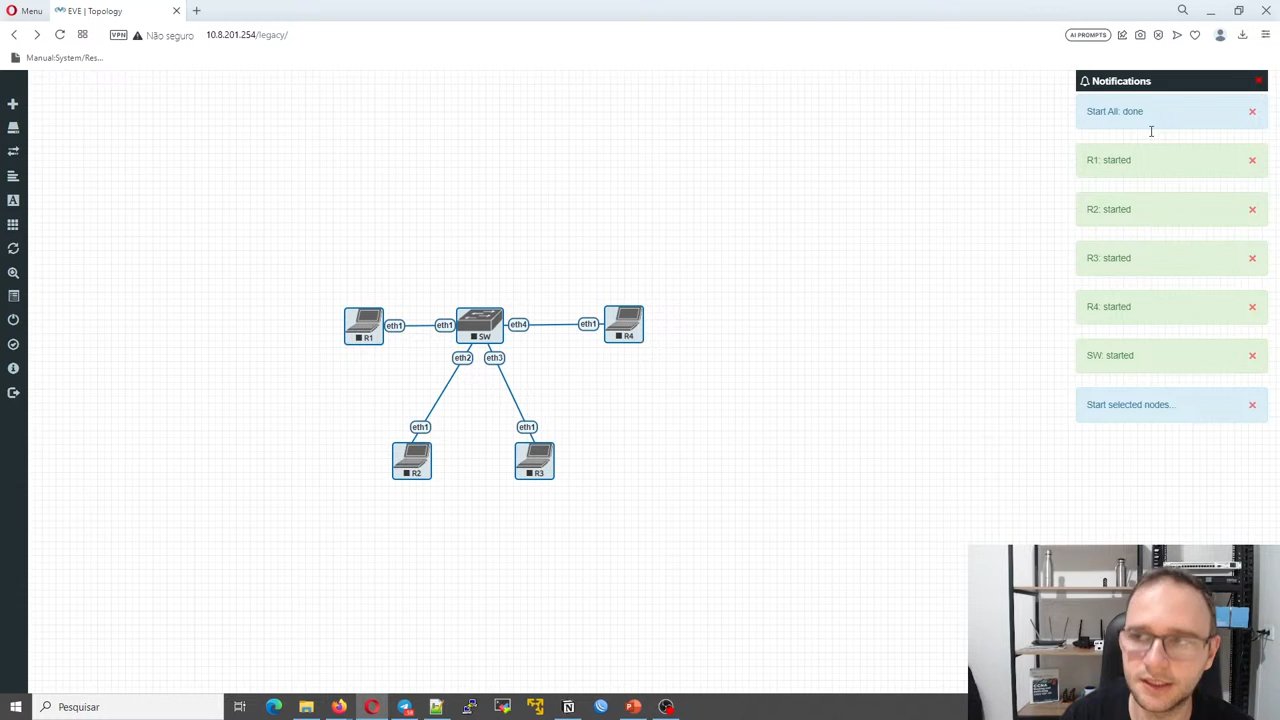 Menu
EVE | Topology
VPN
Não seguro
10.8.201.254/legacy/
AI PROMPTS
Manual:System/Res...
Notifications
Start All: done
R1: started
R2: started
R3: started
R4: started
SW: started
Start selected nodes...
R1
eth1
eth1
SW
eth4
eth1
R4
eth2
eth3
eth1
eth1
R2
R3
CCNA
Pesquisar